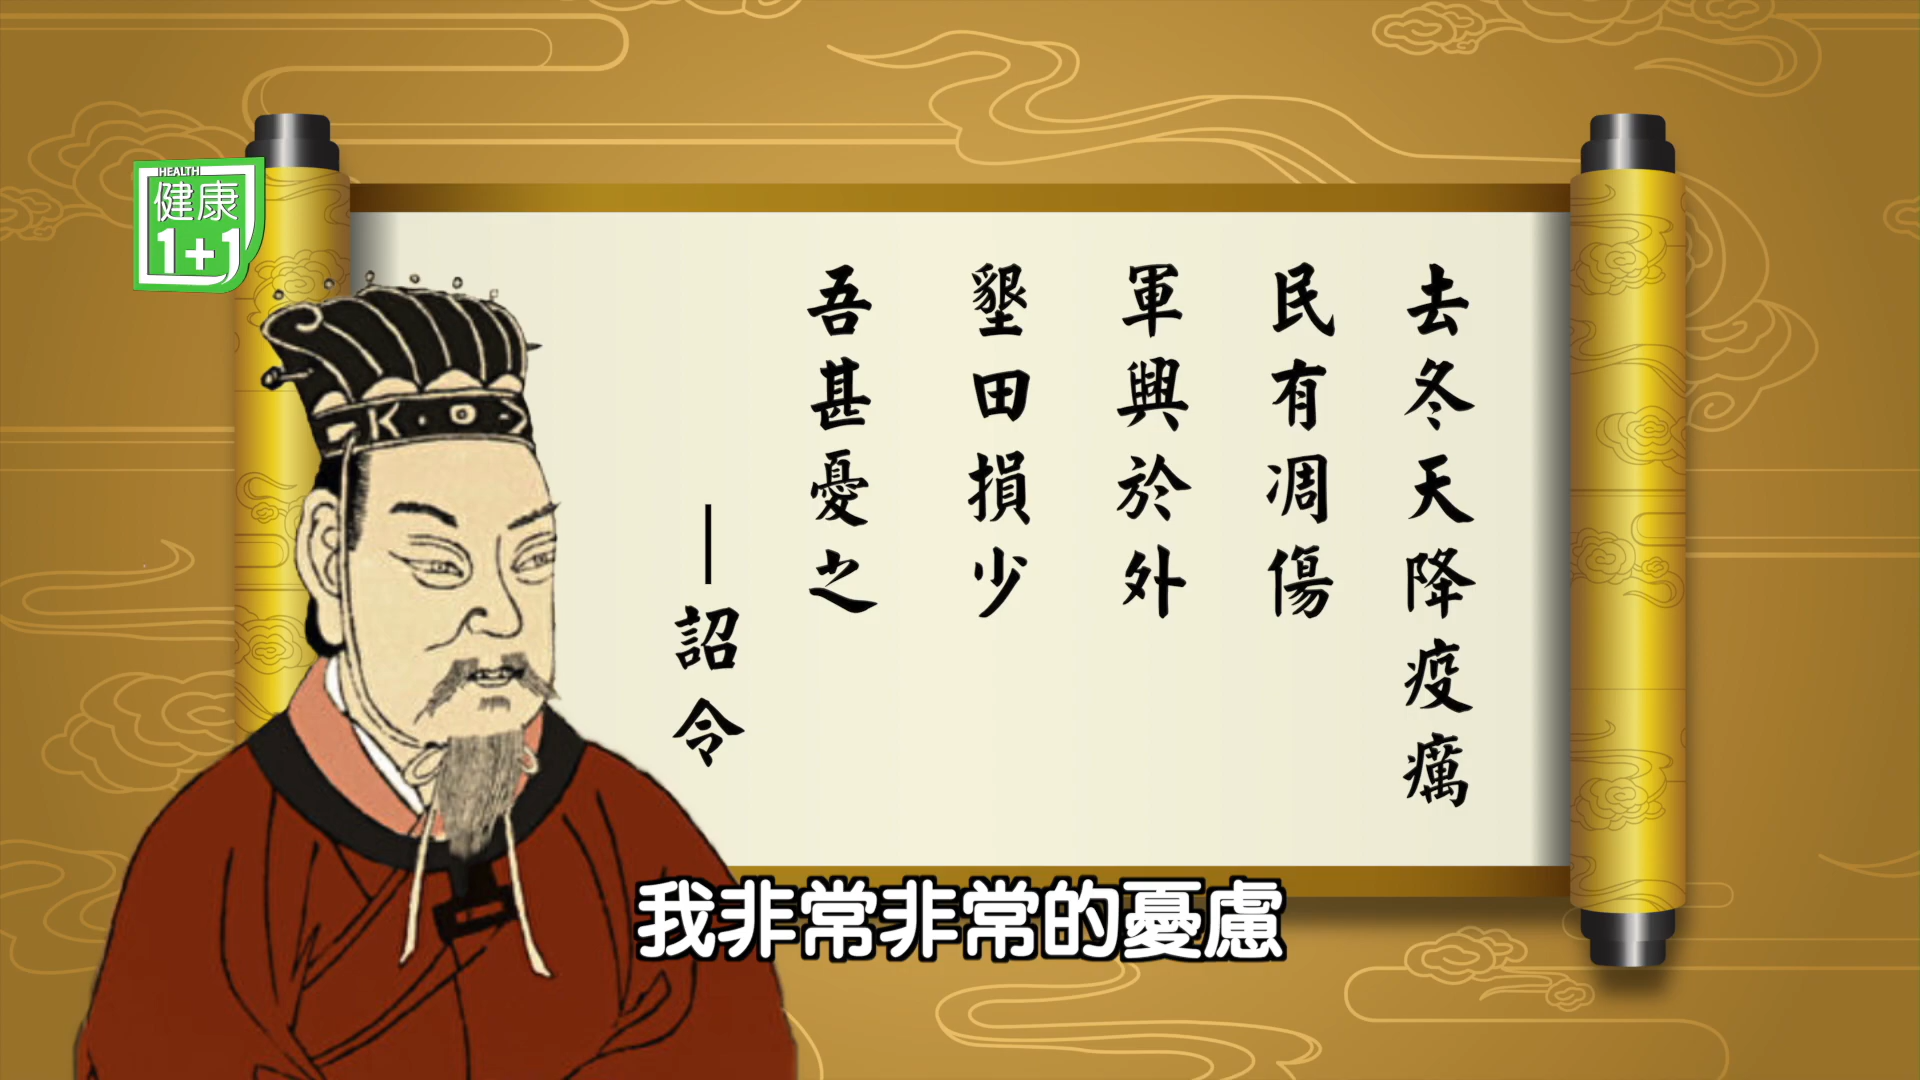 HEALTH
健康
1+1
去冬天降疫癘
民有凋傷
軍興於外
墾田損少
吾甚憂之
—詔令
我非常非常的憂慮